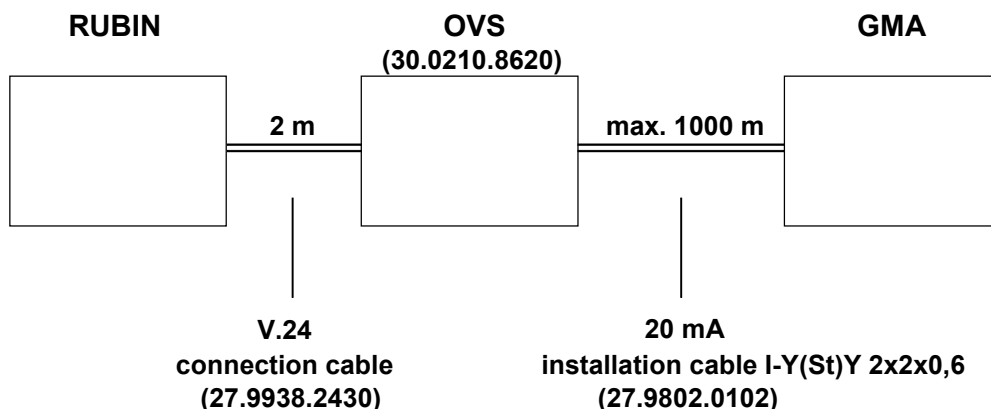 RUBIN
OVS
(30.0210.8620)
GMA
2 m
max. 1000 m
V.24
connection cable
(27.9938.2430)
20 mA
installation cable I-Y(St)Y 2x2x0,6
(27.9802.0102)